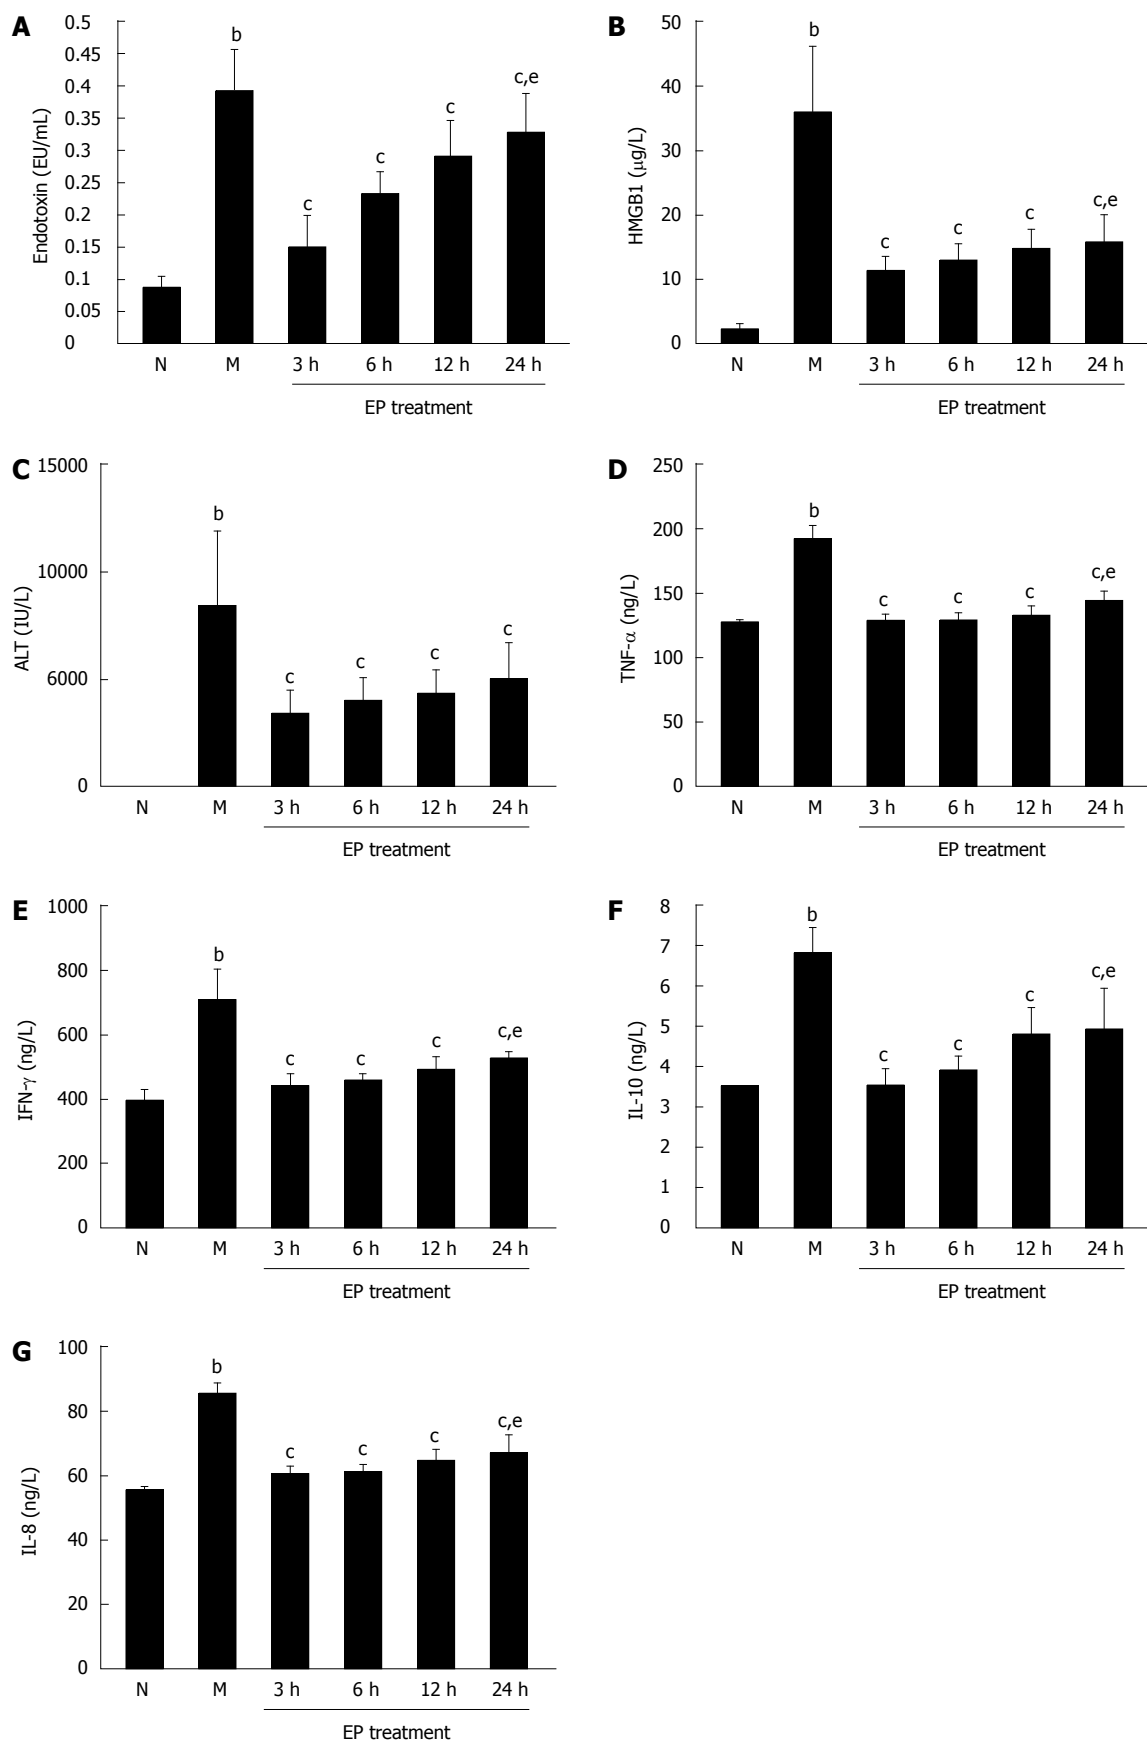 A
Endotoxin (EU/mL)
0.5
0.45
0.4
0.35
0.3
0.25
0.2
0.15
0.1
0.05
0
b
c
c
c
c,e
N M 3 h 6 h 12 h 24 h
EP treatment
B
HMGB1 (μg/L)
50
40
30
20
10
0
b
c
c
c
c,e
N M 3 h 6 h 12 h 24 h
EP treatment
C
ALT (IU/L)
15000
10000
6000
0
b
c
c
c
c
N M 3 h 6 h 12 h 24 h
EP treatment
D
TNF-α (ng/L)
250
200
150
100
50
0
b
c
c
c
c,e
N M 3 h 6 h 12 h 24 h
EP treatment
E
IFN-γ (ng/L)
1000
800
600
400
200
0
b
c
c
c
c,e
N M 3 h 6 h 12 h 24 h
EP treatment
F
IL-10 (ng/L)
8
7
6
5
4
3
2
1
0
b
c
c
c
c,e
N M 3 h 6 h 12 h 24 h
EP treatment
G
IL-8 (ng/L)
100
80
60
40
20
0
b
c
c
c
c,e
N M 3 h 6 h 12 h 24 h
EP treatment